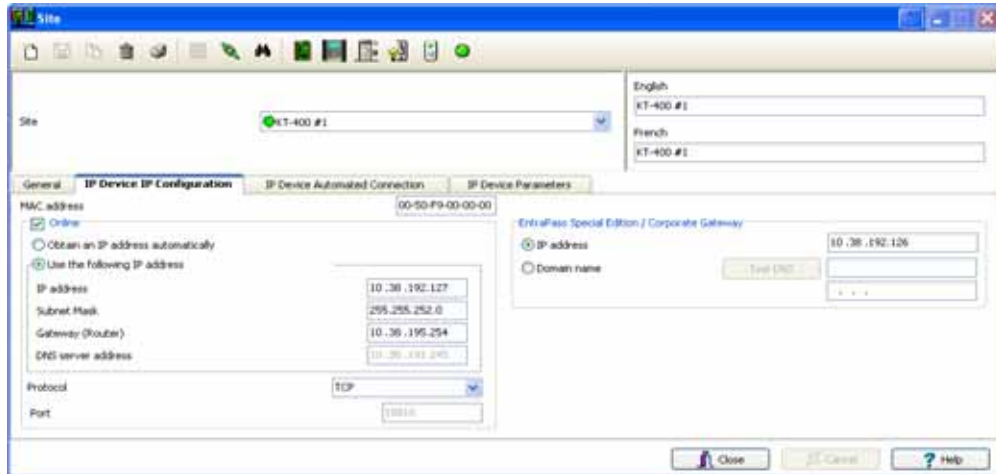 Site
English
KT-400 #1
Site
KT-400 #1
French
KT-400 #1
General
IP Device IP Configuration
IP Device Automated Connection
IP Device Parameters
MAC address
00-50-F9-00-00-00
Online
EntraPass Special Edition / Corporate Gateway
Obtain an IP address automatically
IP address
10 .38 .192.126
Use the following IP address
Domain name
Test DNS
IP address
10 .38 .192.127
Subnet Mask
255.255.252.0
Gateway (Router)
10 .38 .195.254
DNS server address
Protocol
TCP
Port
Close
Cancel
Help